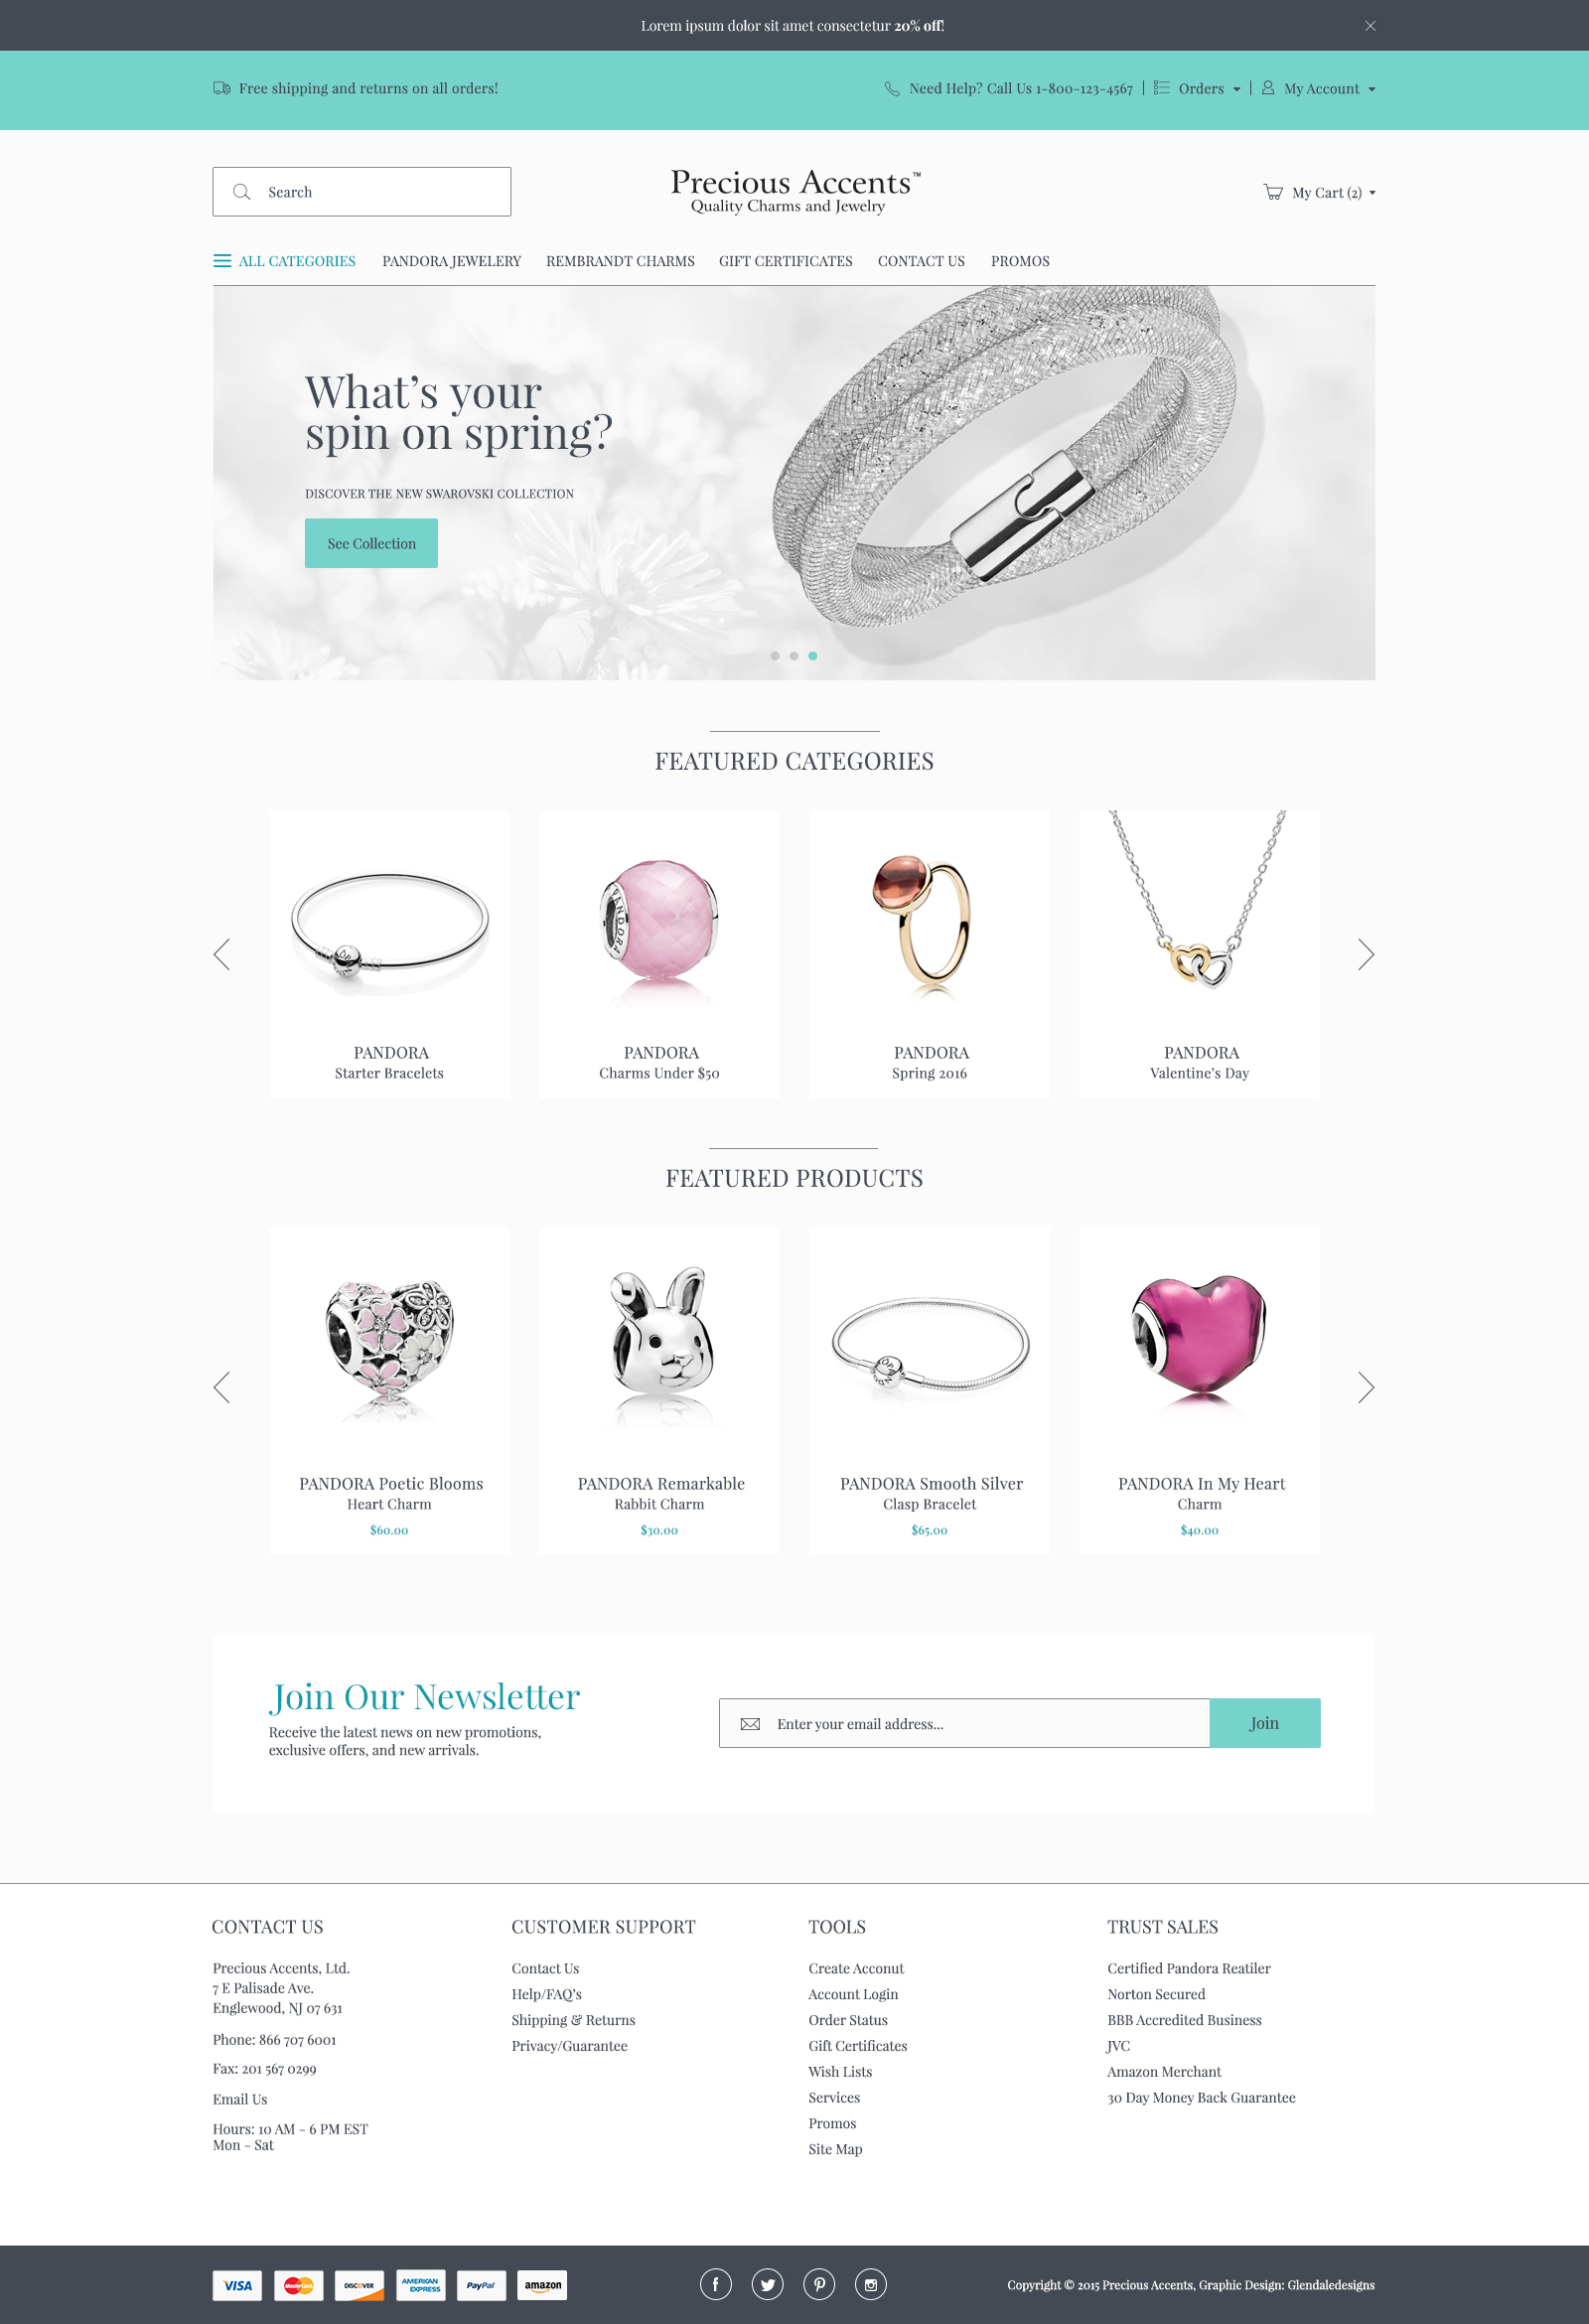 Lorem ipsum dolor sit amet consectetur 20% off!
Free shipping and returns on all orders!
Need Help? Call Us 1-800-123-4567
Orders
My Account
Search
Precious Accents™
Quality Charms and Jewelry
My Cart (2)
ALL CATEGORIES
PANDORA JEWELERY
REMBRANDT CHARMS
GIFT CERTIFICATES
CONTACT US
PROMOS
What's your
spin on spring?
DISCOVER THE NEW SWAROVSKI COLLECTION
See Collection
FEATURED CATEGORIES
PANDORA
PANDORA
Starter Bracelets
PANDORA
Charms Under $50
PANDORA
Spring 2016
PANDORA
Valentine's Day
FEATURED PRODUCTS
PANDORA Poetic Blooms
Heart Charm
$60.00
PANDORA Remarkable
Rabbit Charm
$30.00
PANDORA Smooth Silver
Clasp Bracelet
$65.00
PANDORA In My Heart
Charm
$40.00
Join Our Newsletter
Receive the latest news on new promotions,
exclusive offers, and new arrivals.
Enter your email address...
Join
CONTACT US
Precious Accents, Ltd.
7 E Palisade Ave.
Englewood, NJ 07 631
Phone: 866 707 6001
Fax: 201 567 0299
Email Us
Hours: 10 AM - 6 PM EST
Mon - Sat
CUSTOMER SUPPORT
Contact Us
Help/FAQ's
Shipping & Returns
Privacy/Guarantee
TOOLS
Create Acconut
Account Login
Order Status
Gift Certificates
Wish Lists
Services
Promos
Site Map
TRUST SALES
Certified Pandora Reatiler
Norton Secured
BBB Accredited Business
JVC
Amazon Merchant
30 Day Money Back Guarantee
VISA
MasterCard
DISCOVER
AMERICAN
EXPRESS
PayPal
amazon
Copyright © 2015 Precious Accents, Graphic Design: Glendaledesigns